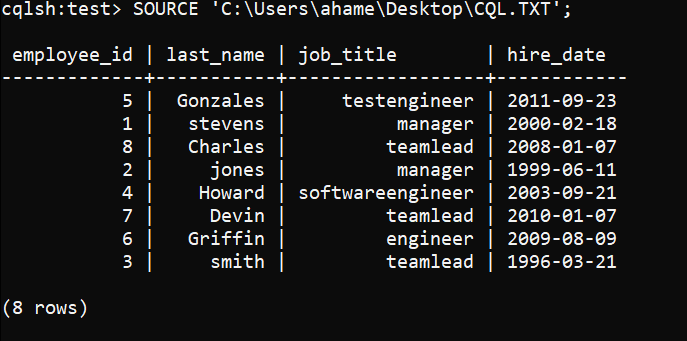 cqlsh:test> SOURCE 'C:\Users\ahame\Desktop\CQL.TXT';
 employee_id | last_name | job_title        | hire_date
-------------+-----------+------------------+------------
           5 |  Gonzales |     testengineer | 2011-09-23
           1 |   stevens |          manager | 2000-02-18
           8 |   Charles |         teamlead | 2008-01-07
           2 |     jones |          manager | 1999-06-11
           4 |    Howard | softwareengineer | 2003-09-21
           7 |     Devin |         teamlead | 2010-01-07
           6 |   Griffin |         engineer | 2009-08-09
           3 |     smith |         teamlead | 1996-03-21
(8 rows)